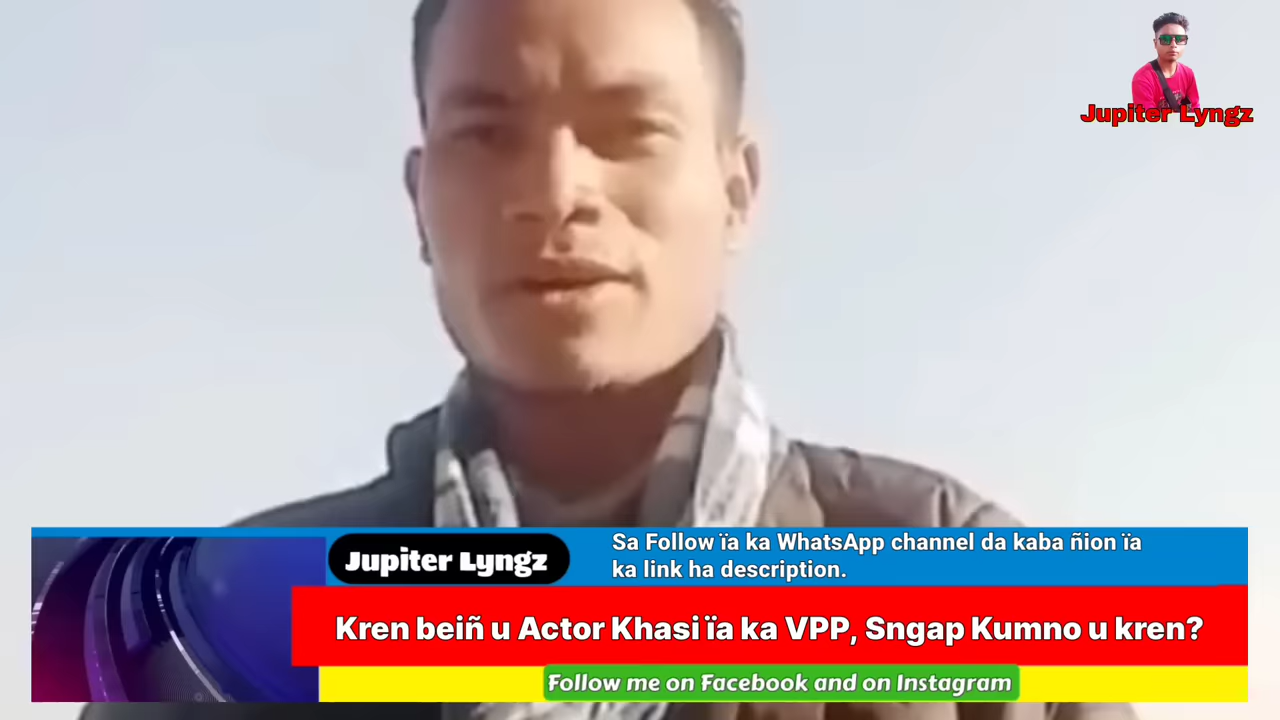 Jupiter Lyngz
Jupiter Lyngz
Sa Follow ïa ka WhatsApp channel da kaba ñion ïa
ka link ha description.
Kren beiñ u Actor Khasi ïa ka VPP, Sngap Kumno u kren?
Follow me on Facebook and on Instagram